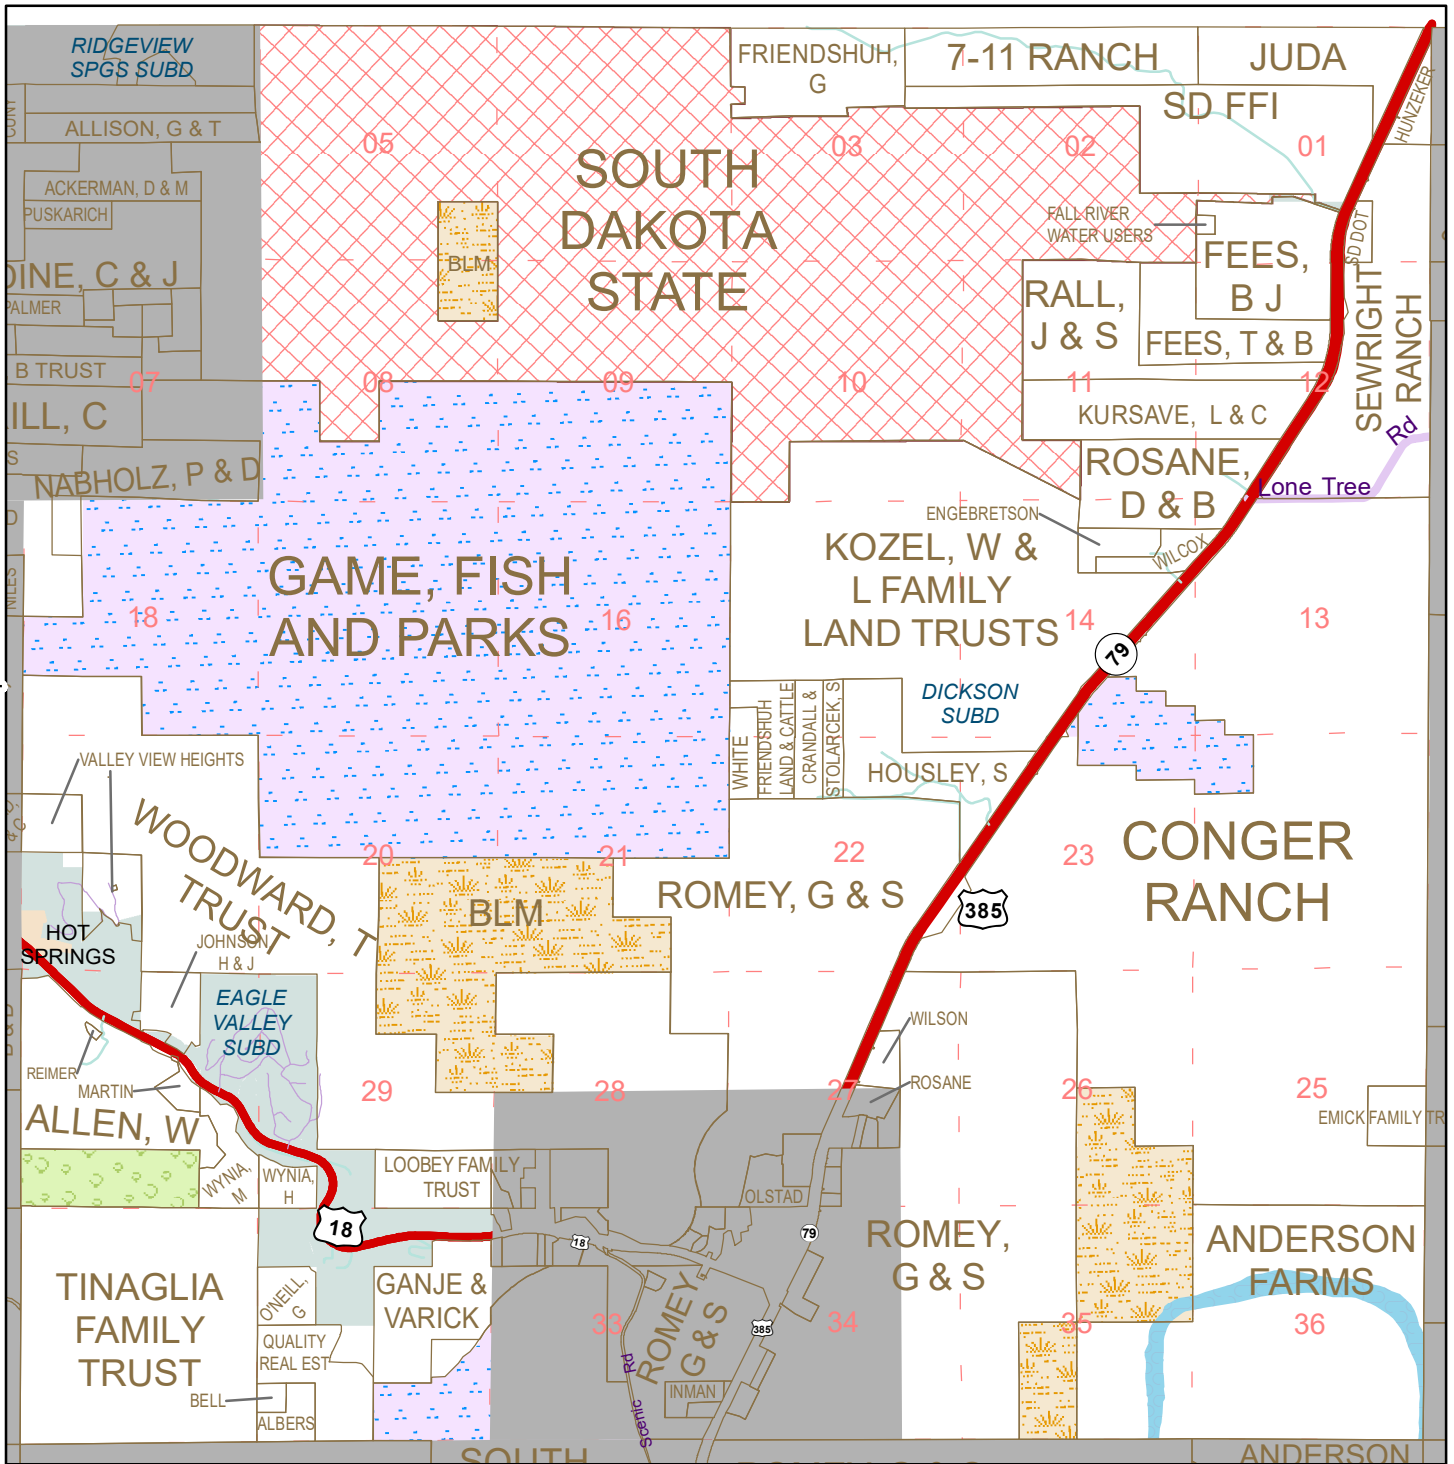 RIDGEVIEW
SPGS SUBD
CUNY
ALLISON, G & T
ACKERMAN, D & M
PUSKARICH
DINE, C & J
PALMER
B TRUST
07
ILL, C
S
NABHOLZ, P & D
D
NILES
05
SOUTH
DAKOTA
STATE
BLM
08
09
10
FRIENDSHUH,
G
7-11 RANCH
JUDA
SD FFI
HUNZEKER
03
02
01
FALL RIVER
WATER USERS
FEES,
B J
SD DOT
RALL,
J & S
FEES, T & B
SEWRIGHT
RANCH
11
12
KURSAVE, L & C
ROSANE,
D & B
Lone Tree
Rd
ENGEBRETSON
WILCOX
KOZEL, W &
L FAMILY
LAND TRUSTS
14
13
79
GAME, FISH
AND PARKS
18
16
DICKSON
SUBD
WHITE
FRIENDSHUH
LAND & CATTLE
CRANDALL &
STOLARCEK, S
HOUSLEY, S
VALLEY VIEW HEIGHTS
WOODWARD, T
TRUST
20
21
22
23
BLM
ROMEY, G & S
385
CONGER
RANCH
HOT
SPRINGS
JOHNSON,
H & J
EAGLE
VALLEY
SUBD
REIMER
MARTIN
ALLEN, W
29
28
27
26
25
WILSON
ROSANE
EMICK FAMILY TR
WYNIA,
M
WYNIA,
H
LOOBEY FAMILY
TRUST
OLSTAD
18
18
79
ROMEY,
G & S
ANDERSON
FARMS
TINAGLIA
FAMILY
TRUST
O'NEILL,
G
GANJE &
VARICK
33
ROMEY
G & S
385
34
35
36
QUALITY
REAL EST
BELL
ALBERS
INMAN
Scenic Rd
SOUTH
ANDERSON